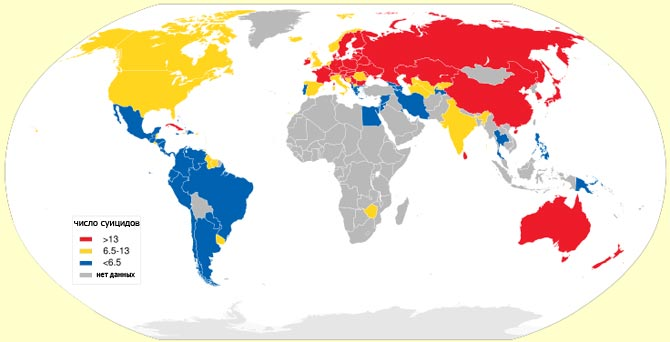 число суицидов
>13
6.5-13
<6.5
нет данных